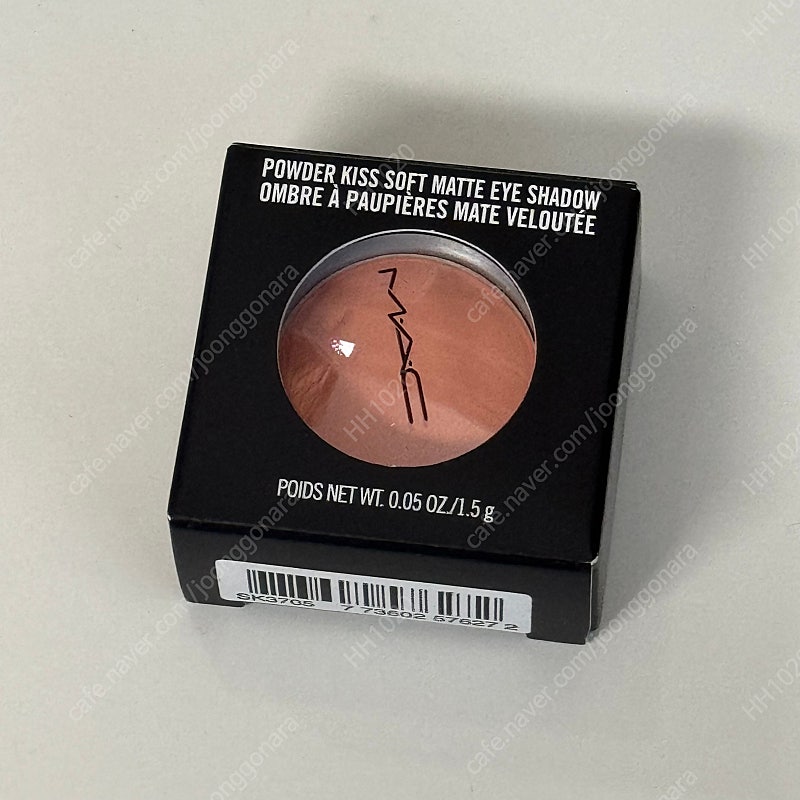 POWDER KISS SOFT MATTE EYE SHADOW
OMBRE À PAUPIÈRES MATE VELOUTÉE
MAC
POIDS NET WT. 0.05 OZ./1.5 g
SK3705 7 73602 57627 2
cafe.naver.com/joonggonara
HH1020